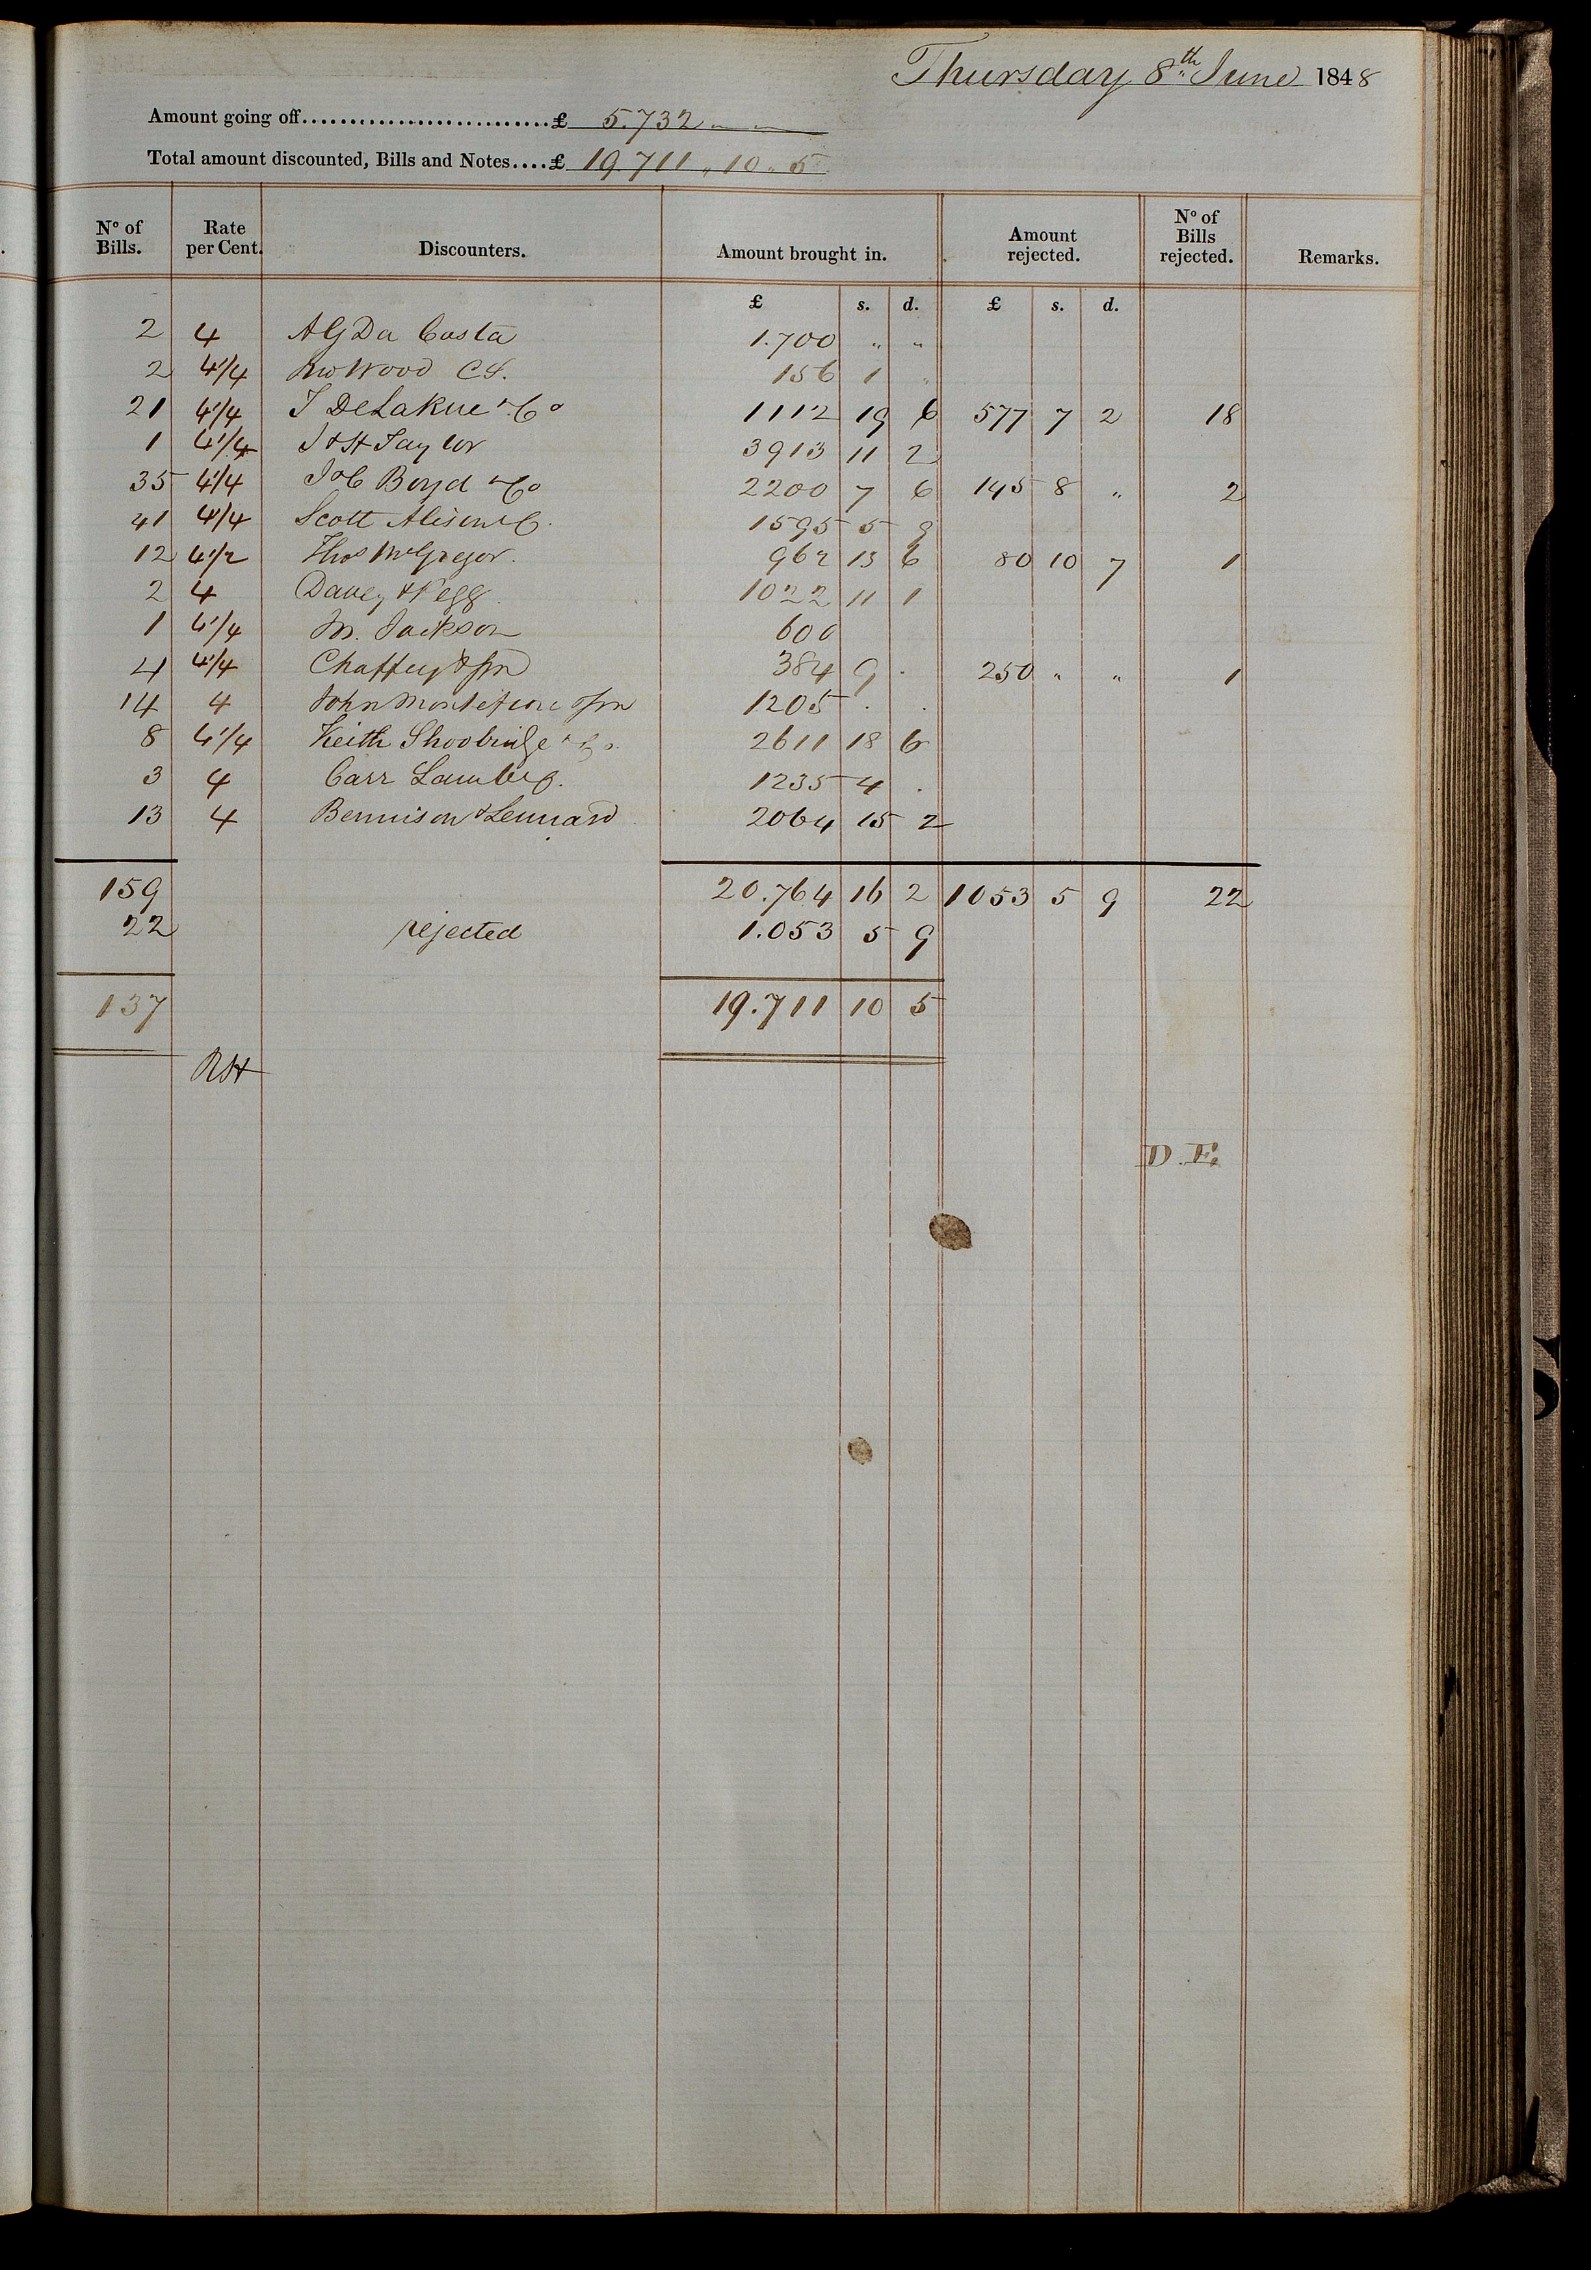 Thursday 8th June 1848
Amount going off..........................£ 5.732 " "
Total amount discounted, Bills and Notes....£ 19.711 " 10 " 5
No of Bills. Rate per Cent. Discounters. Amount brought in. Amount rejected. No of Bills rejected. Remarks.
£ s. d. £ s. d.
2 4 A G Da Costa 1.700 " "
2 4 1/4 Wood 156 1 "
21 4 1/4 T De LaRue & Co 1112 19 6 577 7 2 18
1 4 1/4 J & H Taylor 3913 11 2
35 4 1/4 J & C Boyd & Co 2200 7 6 145 8 " 2
41 4 1/4 Scott Alison & C. 1595 5 9
12 4 1/2 Thos McGregor. 962 13 6 80 10 7 1
2 4 Davey & Pegg 1022 11 1
1 4 1/4 M. Jackson 600
4 4 1/4 Chaffey & Son 384 9 . 250 " " 1
14 4 John Montefiore & Son 1205 . .
8 4 1/4 Keith Shoobridge & Co. 2611 18 6
3 4 Carr Lamb & C. 1235 4 .
13 4 Bennison & Lennard 2064 15 2
159 20.764 16 2 1053 5 9 22
22 rejected 1.053 5 9
137 19.711 10 5
RH
D.E.